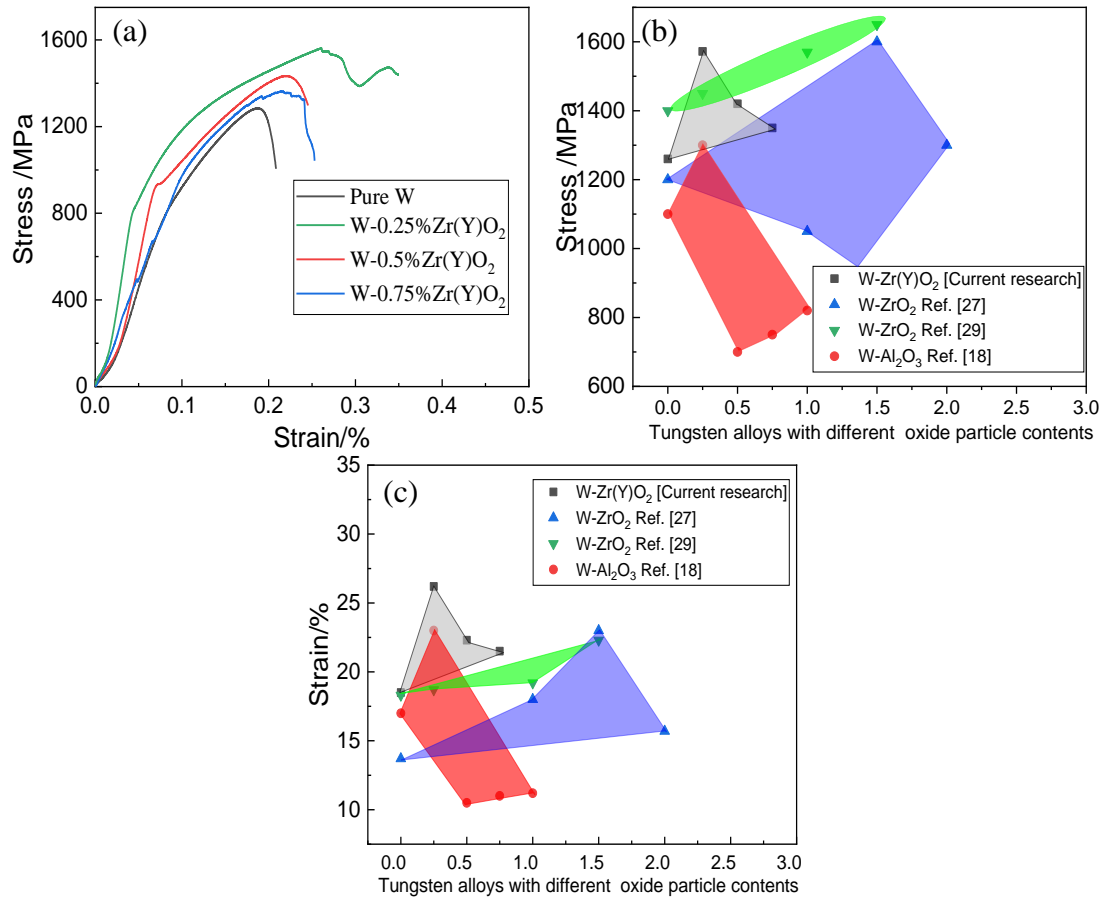 (a)
1600
1200
800
400
0
Stress /MPa
0.0 0.1 0.2 0.3 0.4 0.5
Strain/%
Pure W
W-0.25%Zr(Y)O₂
W-0.5%Zr(Y)O₂
W-0.75%Zr(Y)O₂
(b)
1600
1400
1200
1000
800
600
Stress/MPa
0.0 0.5 1.0 1.5 2.0 2.5 3.0
Tungsten alloys with different oxide particle contents
W-Zr(Y)O₂ [Current research]
W-ZrO₂ Ref. [27]
W-ZrO₂ Ref. [29]
W-Al₂O₃ Ref. [18]
(c)
35
30
25
20
15
10
Strain/%
0.0 0.5 1.0 1.5 2.0 2.5 3.0
Tungsten alloys with different oxide particle contents
W-Zr(Y)O₂ [Current research]
W-ZrO₂ Ref. [27]
W-ZrO₂ Ref. [29]
W-Al₂O₃ Ref. [18]